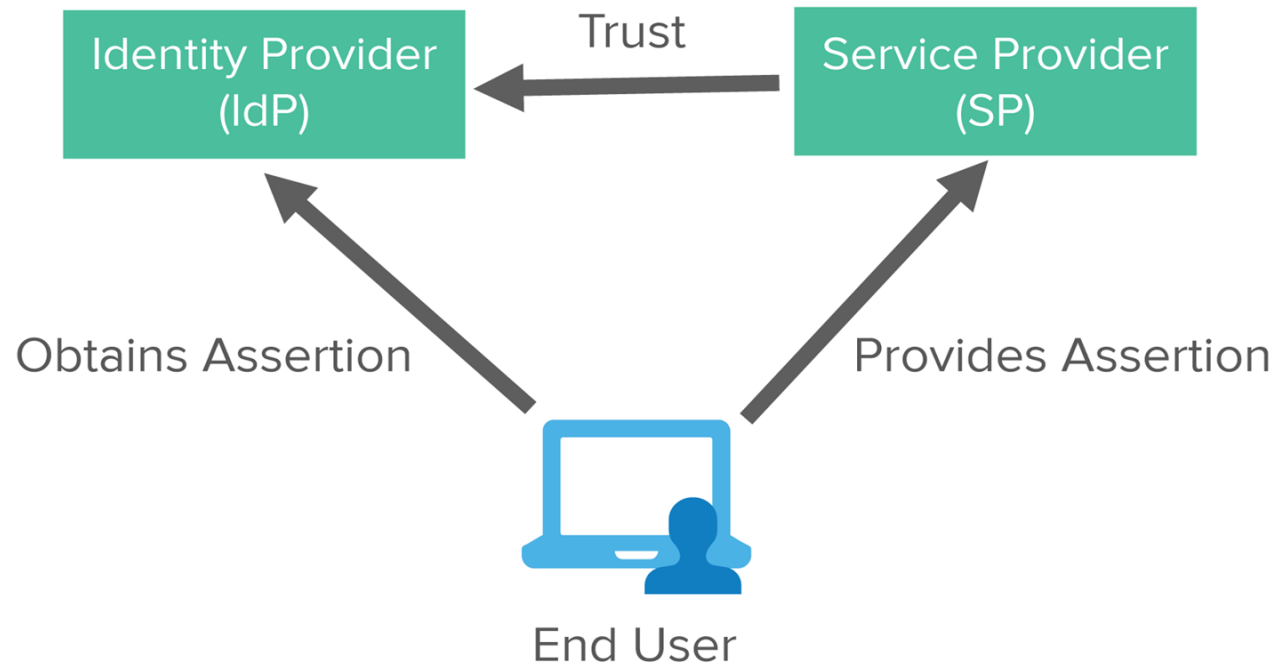 Identity Provider
(IdP)
Trust
Service Provider
(SP)
Obtains Assertion
Provides Assertion
End User